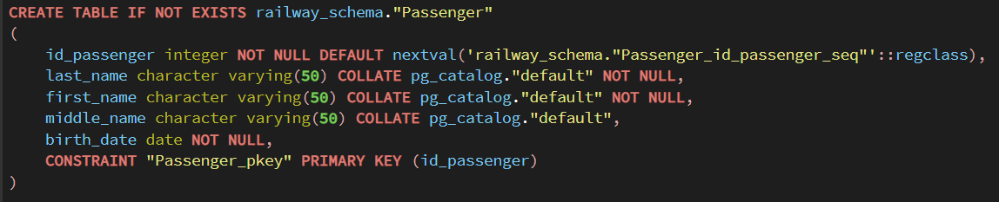 CREATE TABLE IF NOT EXISTS railway_schema."Passenger"
(
    id_passenger integer NOT NULL DEFAULT nextval('railway_schema."Passenger_id_passenger_seq"'::regclass),
    last_name character varying(50) COLLATE pg_catalog."default" NOT NULL,
    first_name character varying(50) COLLATE pg_catalog."default" NOT NULL,
    middle_name character varying(50) COLLATE pg_catalog."default",
    birth_date date NOT NULL,
    CONSTRAINT "Passenger_pkey" PRIMARY KEY (id_passenger)
)